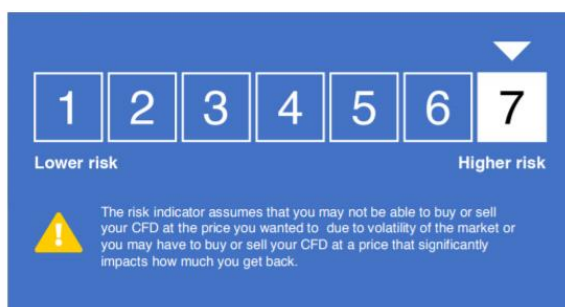 1 2 3 4 5 6 7
Lower risk Higher risk
!
The risk indicator assumes that you may not be able to buy or sell
your CFD at the price you wanted to due to volatility of the market or
you may have to buy or sell your CFD at a price that significantly
impacts how much you get back.